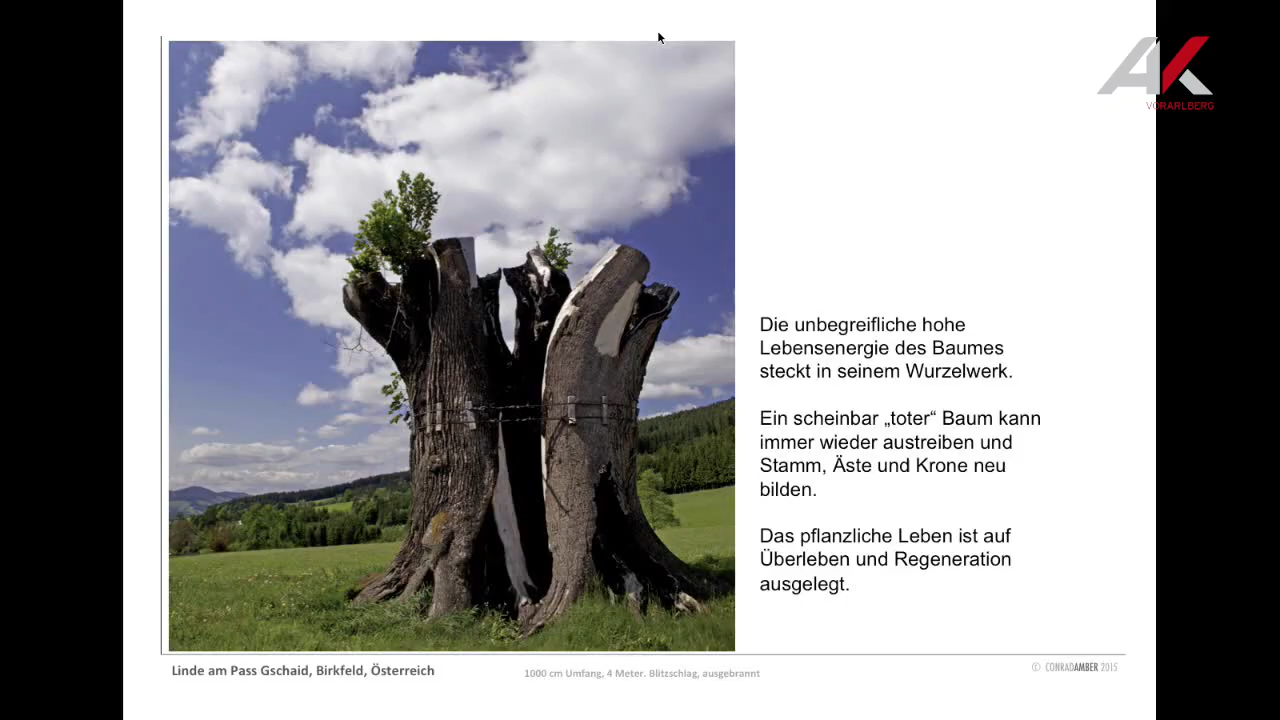 AK
VORARLBERG
Die unbegreifliche hohe
Lebensenergie des Baumes
steckt in seinem Wurzelwerk.
Ein scheinbar „toter“ Baum kann
immer wieder austreiben und
Stamm, Äste und Krone neu
bilden.
Das pflanzliche Leben ist auf
Überleben und Regeneration
ausgelegt.
Linde am Pass Gschaid, Birkfeld, Österreich
1000 cm Umfang, 4 Meter. Blitzschlag, ausgebrannt
© CONRADAMBER 2015